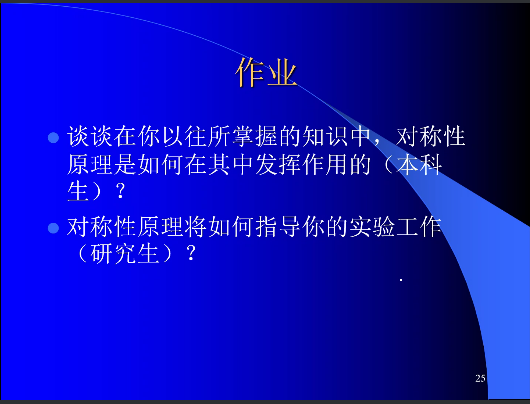 作业
谈谈在你以往所掌握的知识中，对称性
原理是如何在其中发挥作用的（本科
生）？
对称性原理将如何指导你的实验工作
（研究生）？
25